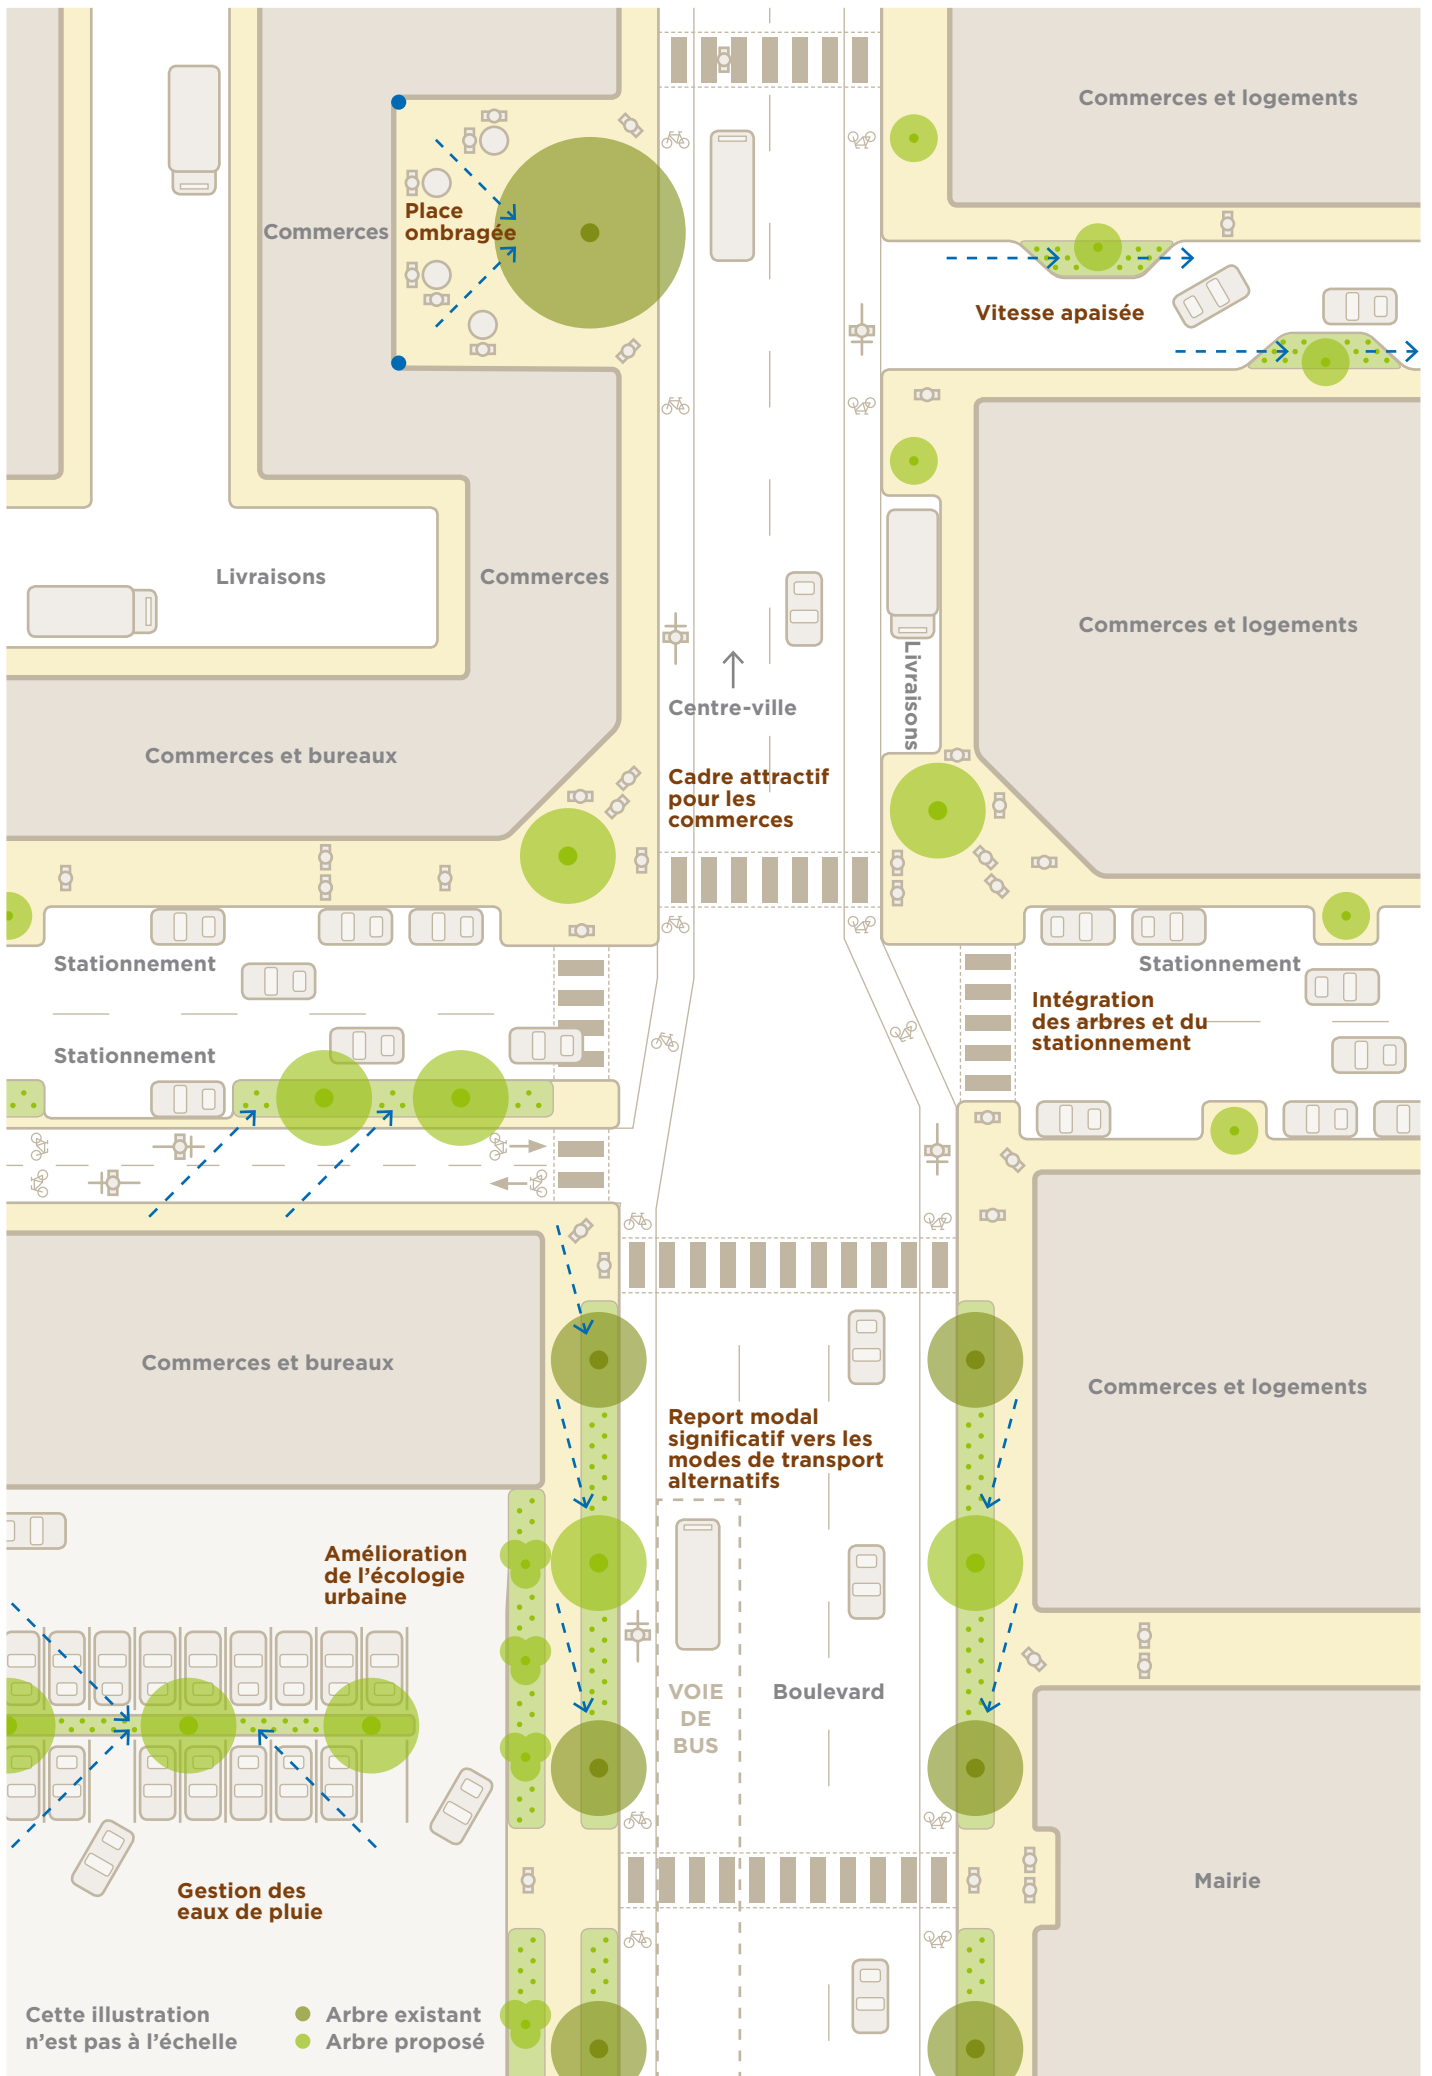 Commerces et logements
Place
ombragée
Commerces
Vitesse apaisée
Livraisons
Commerces
Commerces et logements
Livraisons
Centre-ville
Commerces et bureaux
Cadre attractif
pour les
commerces
Stationnement
Stationnement
Intégration
des arbres et du
stationnement
Stationnement
Commerces et bureaux
Commerces et logements
Report modal
significatif vers les
modes de transport
alternatifs
Amélioration
de l'écologie
urbaine
VOIE
DE
BUS
Boulevard
Mairie
Gestion des
eaux de pluie
Cette illustration
n'est pas à l'échelle
Arbre existant
Arbre proposé